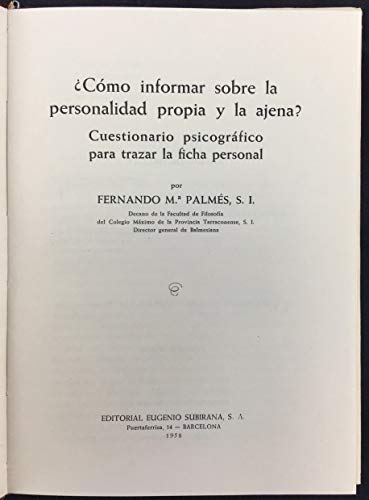 ¿Cómo informar sobre la
personalidad propia y la ajena?
Cuestionario psicográfico
para trazar la ficha personal
por
FERNANDO M.ª PALMÉS, S. I.
Decano de la Facultad de Filosofía
del Colegio Máximo de la Provincia Tarraconense, S. I.
Director general de Balmesiana
EDITORIAL EUGENIO SUBIRANA, S. A.
Puertaferrisa, 14 — BARCELONA
1958